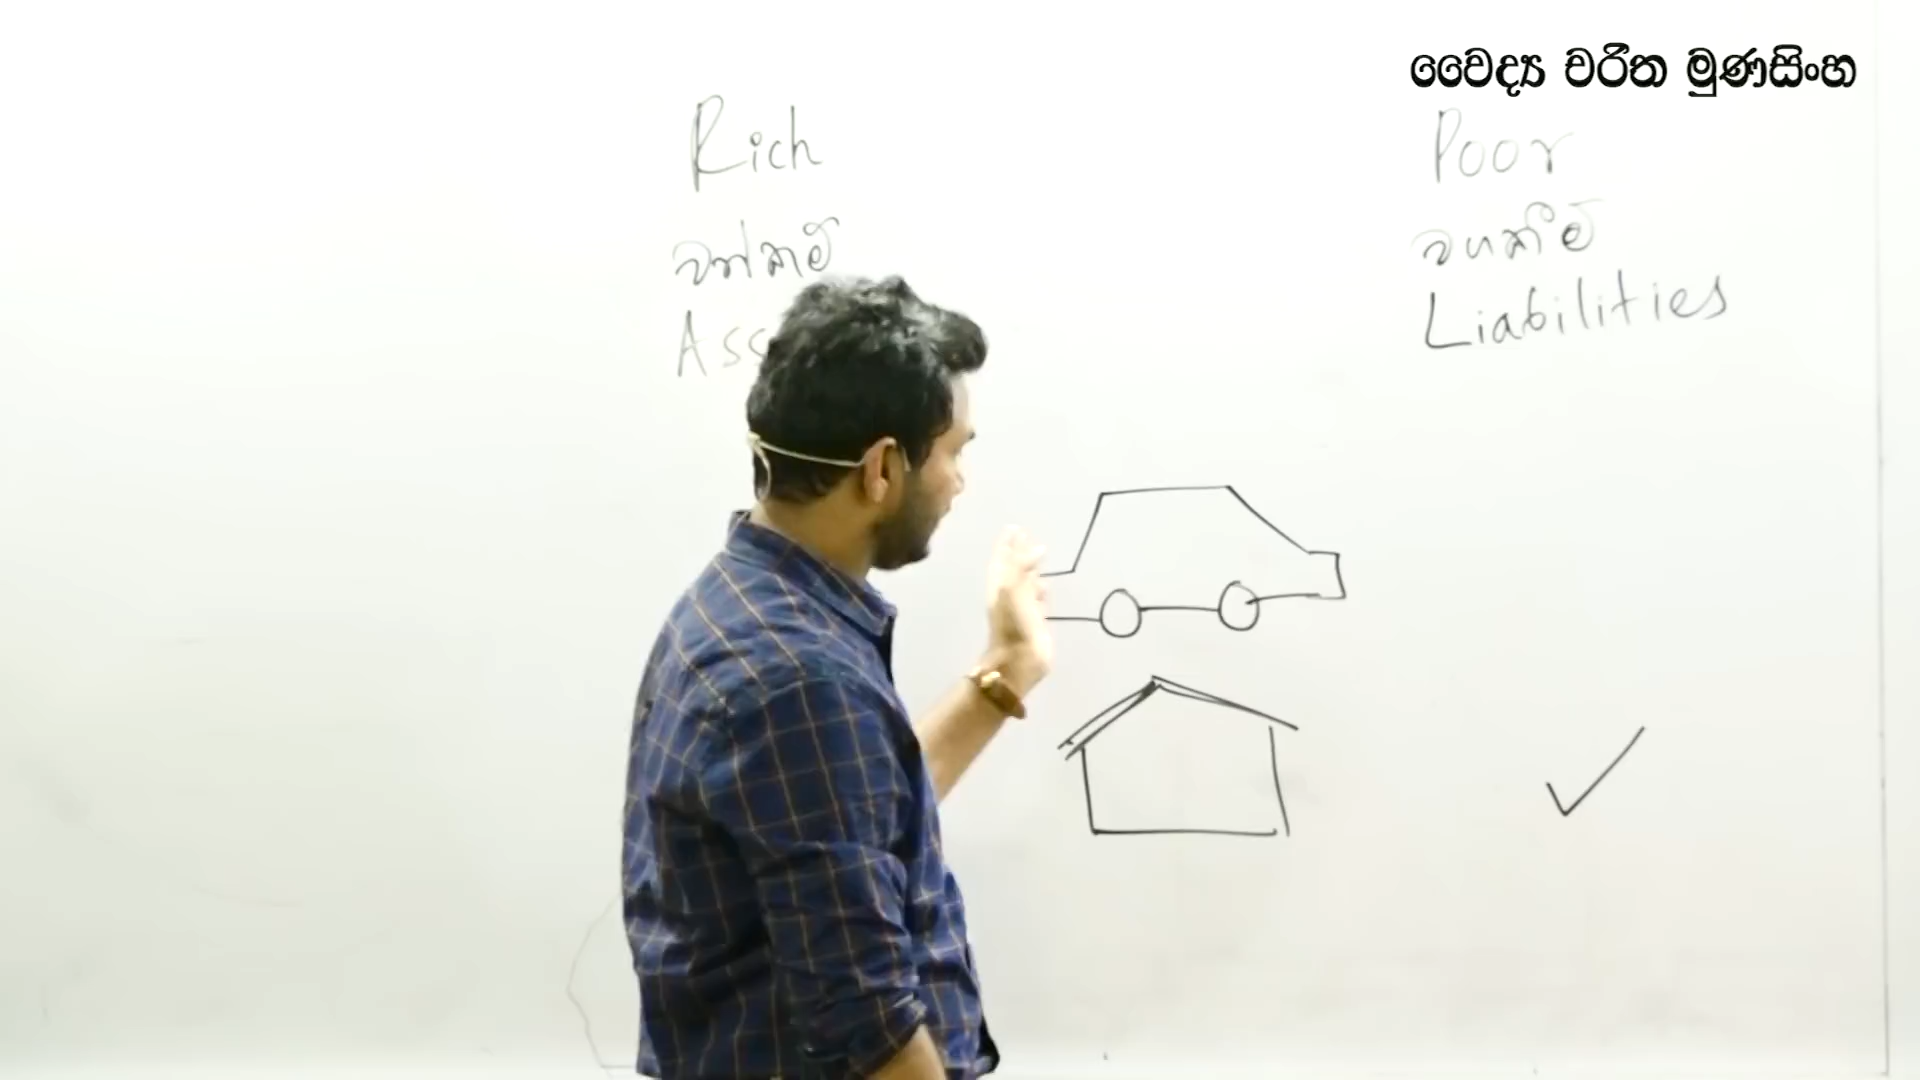 වෛද්‍ය චරිත මුණසිංහ
Rich
Poor
වත්කම්
වගකීම්
Liabilities